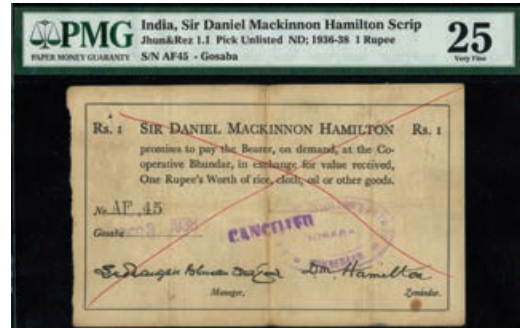 PMG
PAPER MONEY GUARANTY
India, Sir Daniel Mackinnon Hamilton Scrip
Jhun&Rez 1.1 Pick Unlisted ND; 1936-38 1 Rupee
S/N AF45 - Gosaba
25
Very Fine
Rs. 1 SIR DANIEL MACKINNON HAMILTON Rs. 1
promises to pay the Bearer, on demand, at the Co-
operative Bhundar, in exchange for value received,
One Rupee's Worth of rice, cloth, oil or other goods.
No. AF. 45
Gosaba
CANCELLED
GOSABA
D.M. Hamilton
Manager, Zemindar.